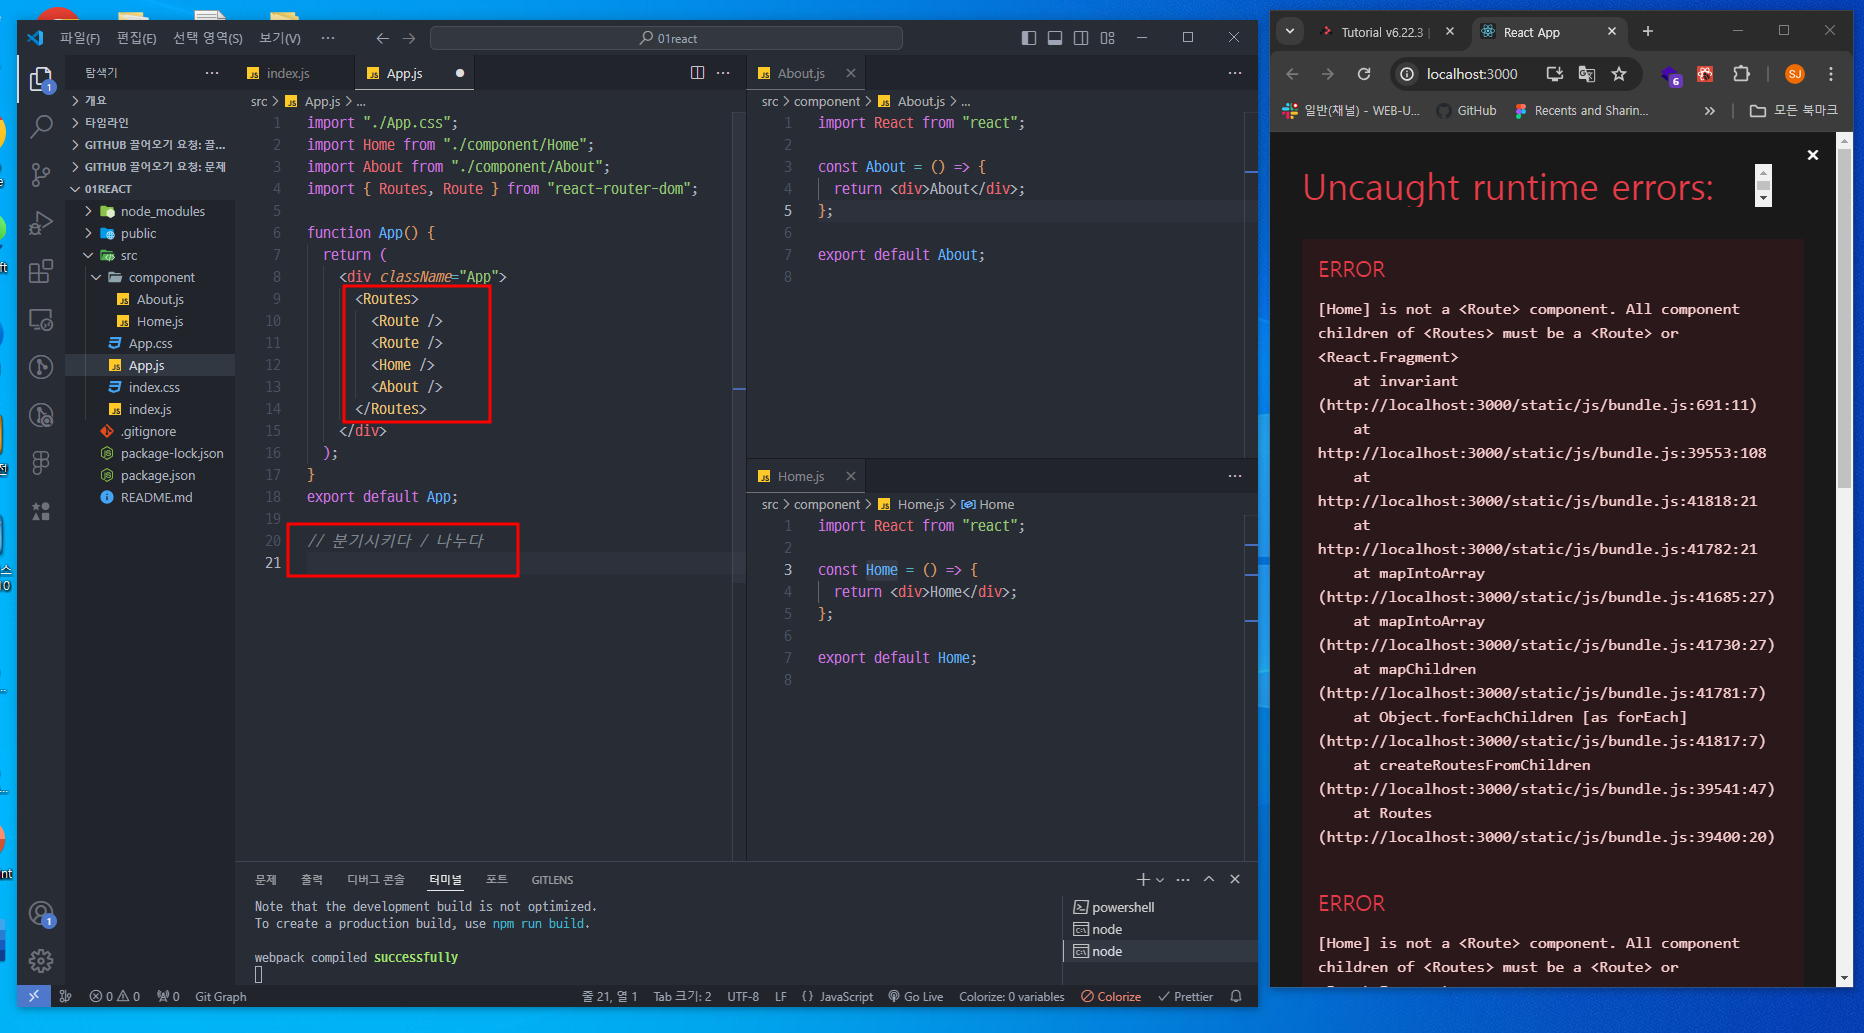 파일(F) 편집(E) 선택 영역(S) 보기(V) ··· 01react
탐색기 ···
개요
타임라인
GITHUB 끌어오기 요청: 끌...
GITHUB 끌어오기 요청: 문제
01REACT
node_modules
public
src
component
About.js
Home.js
App.css
App.js
index.css
index.js
.gitignore
package-lock.json
package.json
README.md
index.js App.js
src > App.js > ...
1 import "./App.css";
2 import Home from "./component/Home";
3 import About from "./component/About";
4 import { Routes, Route } from "react-router-dom";
5
6 function App() {
7 return (
8 <div className="App">
9 <Routes>
10 <Route />
11 <Route />
12 <Home />
13 <About />
14 </Routes>
15 </div>
16 );
17 }
18 export default App;
19
20 // 분기시키다 / 나누다
21
About.js
src > component > About.js > ...
1 import React from "react";
2
3 const About = () => {
4 return <div>About</div>;
5 };
6
7 export default About;
8
Home.js
src > component > Home.js > Home
1 import React from "react";
2
3 const Home = () => {
4 return <div>Home</div>;
5 };
6
7 export default Home;
8
문제 출력 디버그 콘솔 터미널 포트 GITLENS
Note that the development build is not optimized.
To create a production build, use npm run build.
webpack compiled successfully
powershell
node
node
0 0 0 Git Graph 줄 21, 열 1 Tab 크기: 2 UTF-8 LF {} JavaScript Go Live Colorize: 0 variables Colorize Prettier
Tutorial v6.22.3 | React App
localhost:3000 6 SJ
일반(채널) - WEB-U... GitHub Recents and Sharin... » 모든 북마크
Uncaught runtime errors:
ERROR
[Home] is not a <Route> component. All component
children of <Routes> must be a <Route> or
<React.Fragment>
at invariant
(http://localhost:3000/static/js/bundle.js:691:11)
at
http://localhost:3000/static/js/bundle.js:39553:108
at
http://localhost:3000/static/js/bundle.js:41818:21
at
http://localhost:3000/static/js/bundle.js:41782:21
at mapIntoArray
(http://localhost:3000/static/js/bundle.js:41685:27)
at mapIntoArray
(http://localhost:3000/static/js/bundle.js:41730:27)
at mapChildren
(http://localhost:3000/static/js/bundle.js:41781:7)
at Object.forEachChildren [as forEach]
(http://localhost:3000/static/js/bundle.js:41817:7)
at createRoutesFromChildren
(http://localhost:3000/static/js/bundle.js:39541:47)
at Routes
(http://localhost:3000/static/js/bundle.js:39400:20)
ERROR
[Home] is not a <Route> component. All component
children of <Routes> must be a <Route> or